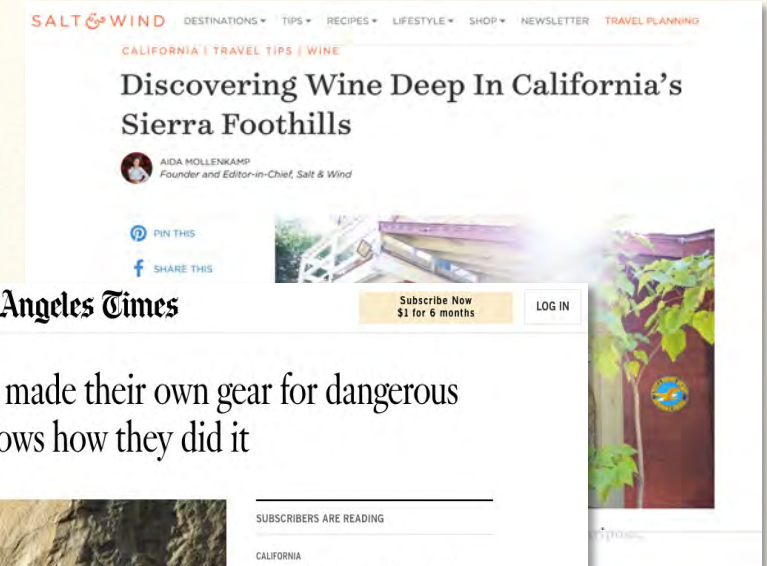 SALT & WIND
DESTINATIONS TIPS RECIPES LIFESTYLE SHOP NEWSLETTER TRAVEL PLANNING
CALIFORNIA | TRAVEL TIPS | WINE
Discovering Wine Deep In California's
Sierra Foothills
AIDA MOLLENKAMP
Founder and Editor-in-Chief, Salt & Wind
PIN THIS
SHARE THIS
Angeles Times
Subscribe Now
$1 for 6 months
LOG IN
made their own gear for dangerous
ows how they did it
SUBSCRIBERS ARE READING
CALIFORNIA